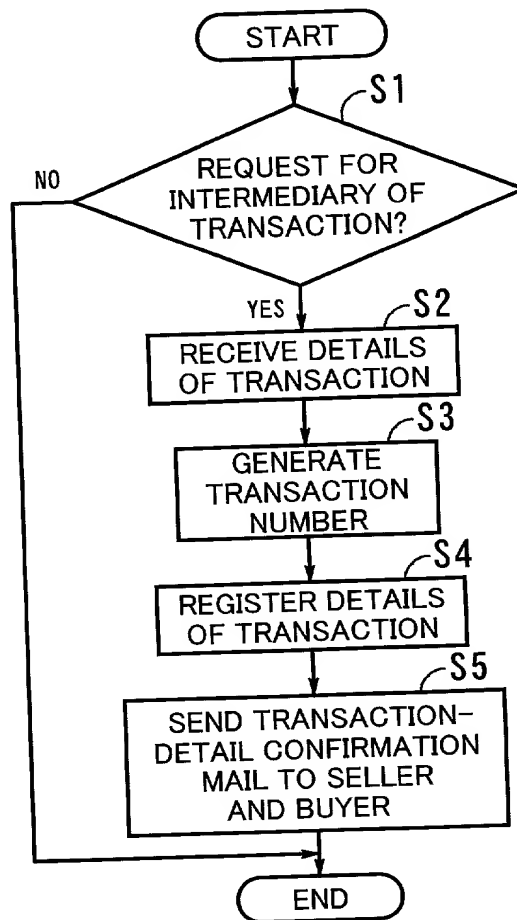 START
S1
REQUEST FOR
INTERMEDIARY OF
TRANSACTION?
NO
YES
S2
RECEIVE DETAILS
OF TRANSACTION
S3
GENERATE
TRANSACTION
NUMBER
S4
REGISTER DETAILS
OF TRANSACTION
S5
SEND TRANSACTION-
DETAIL CONFIRMATION
MAIL TO SELLER
AND BUYER
END